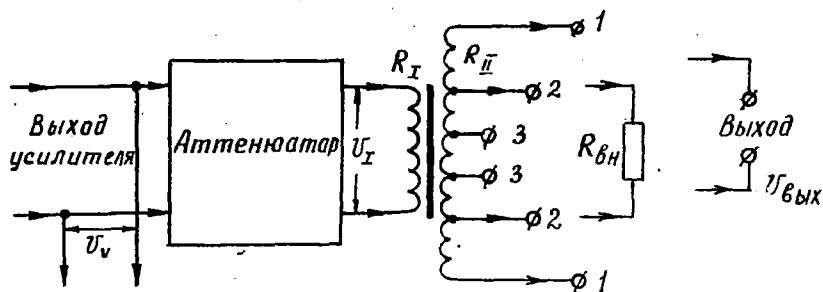 1
R_I
R_II
2
Выход
усилителя
Аттенюатор
U_I
3
R_вн
Выход
3
U_вых
2
U_v
1